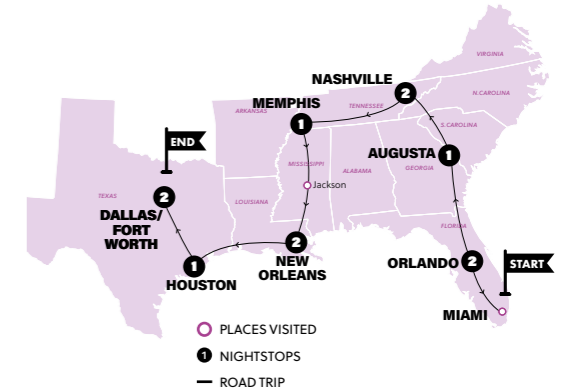 VIRGINIA
NASHVILLE
2
N.CAROLINA
MEMPHIS
ARKANSAS
TENNESSEE
1
S.CAROLINA
END
AUGUSTA
1
MISSISSIPPI
ALABAMA
GEORGIA
Jackson
TEXAS
2
LOUISIANA
DALLAS/
FORT
WORTH
FLORIDA
2
NEW
ORLEANS
ORLANDO
2
START
1
HOUSTON
MIAMI
PLACES VISITED
1 NIGHTSTOPS
ROAD TRIP